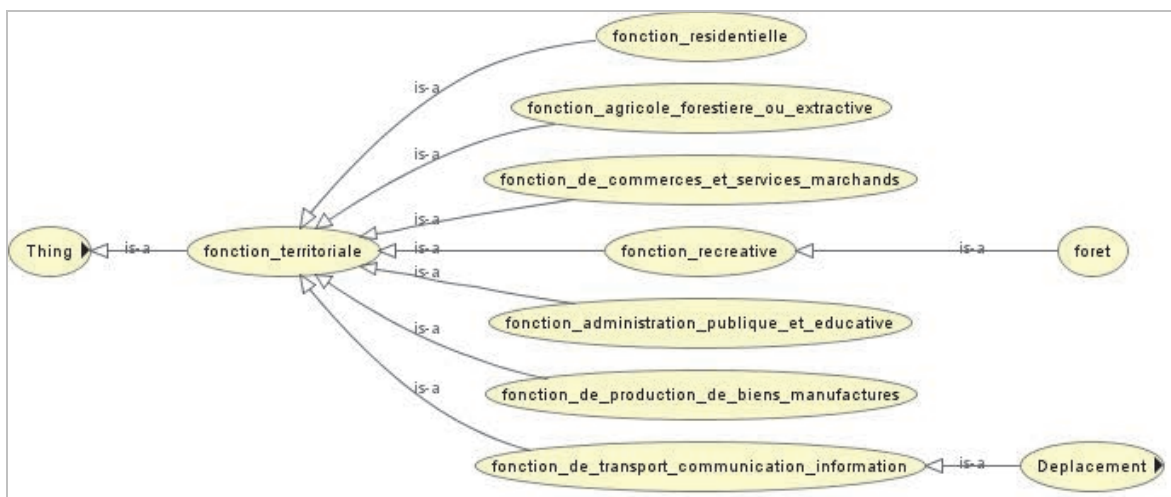 fonction_residentielle
is-a
fonction_agricole_forestiere_ou_extractive
is-a
fonction_de_commerces_et_services_marchands
is-a
Thing
is-a
fonction_territoriale
is-a
fonction_recreative
is-a
foret
is-a
fonction_administration_publique_et_educative
is-a
fonction_de_production_de_biens_manufactures
is-a
fonction_de_transport_communication_information
is-a
Deplacement